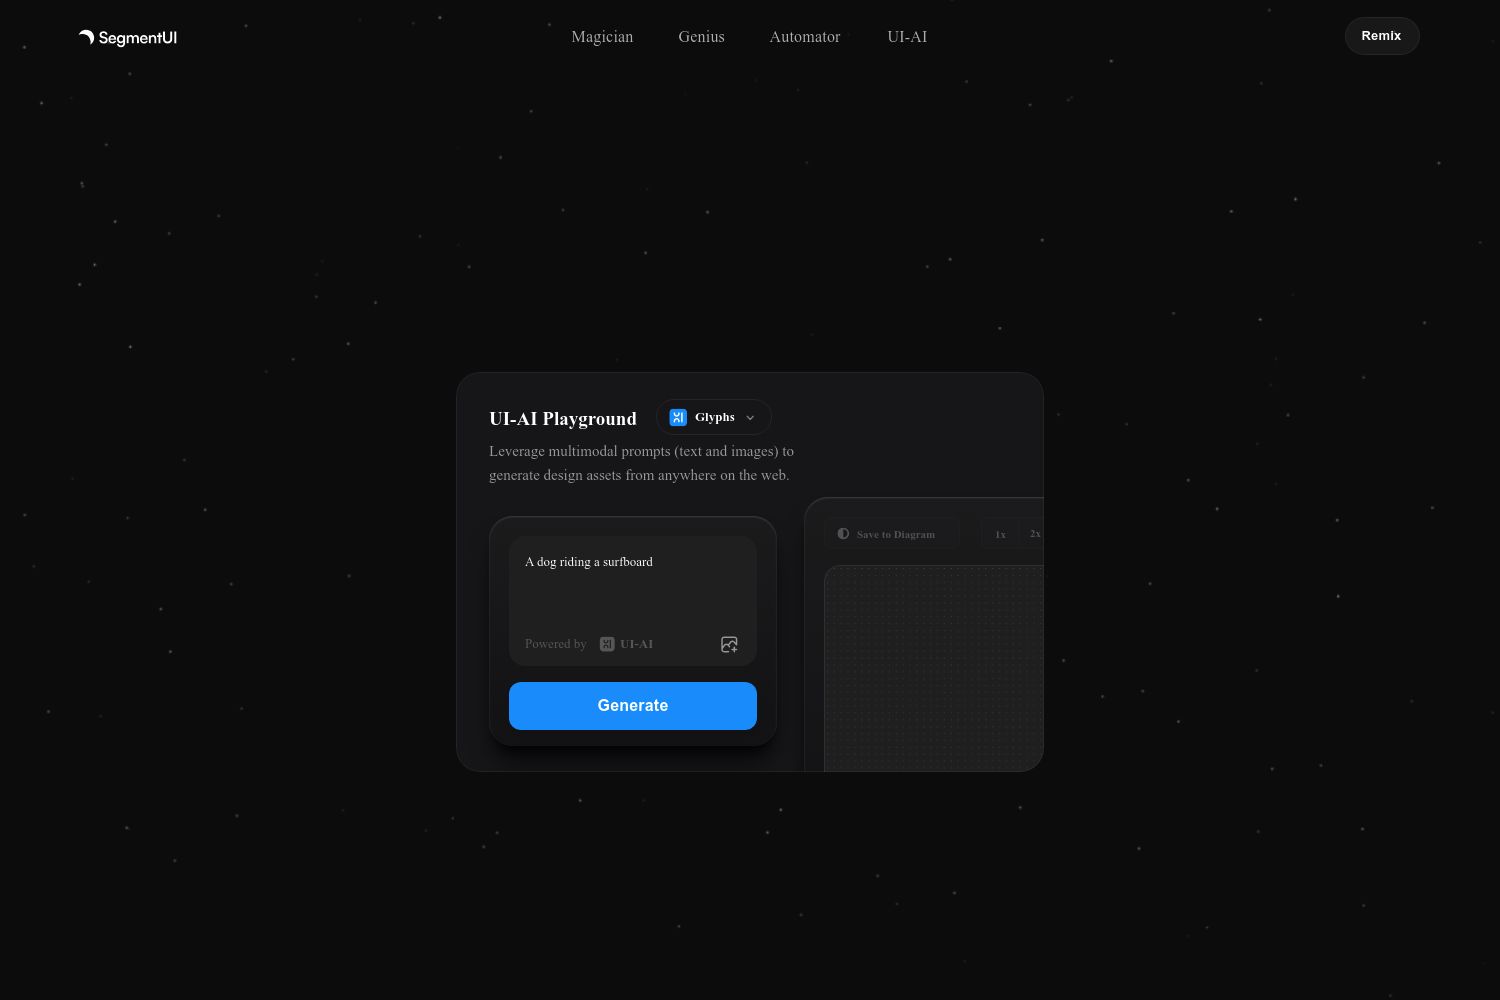 SegmentUI
Magician
Genius
Automator
UI-AI
Remix
UI-AI Playground
Glyphs
Leverage multimodal prompts (text and images) to
generate design assets from anywhere on the web.
Save to Diagram
1x
2x
A dog riding a surfboard
Powered by UI-AI
Generate